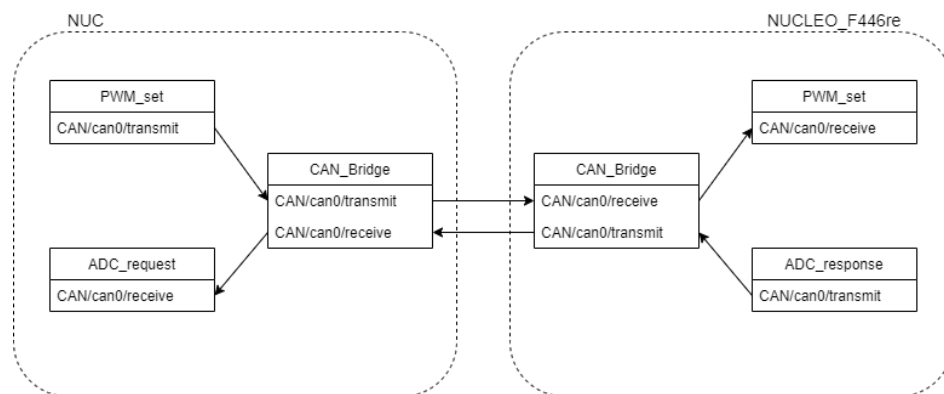 NUC
NUCLEO_F446re
PWM_set
CAN/can0/transmit
CAN_Bridge
CAN/can0/transmit
CAN/can0/receive
ADC_request
CAN/can0/receive
PWM_set
CAN/can0/receive
CAN_Bridge
CAN/can0/receive
CAN/can0/transmit
ADC_response
CAN/can0/transmit